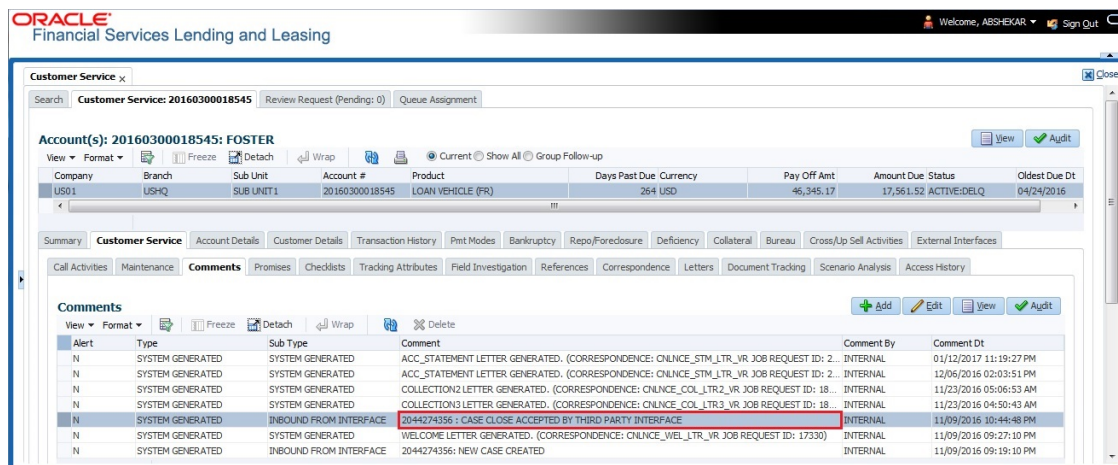 ORACLE
Financial Services Lending and Leasing
Welcome, ABSHEKAR Sign Out
Customer Service x
Close
Search Customer Service: 20160300018545 Review Request (Pending: 0) Queue Assignment
Account(s): 20160300018545: FOSTER
View Audit
View Format Freeze Detach Wrap Current Show All Group Follow-up
Company Branch Sub Unit Account # Product Days Past Due Currency Pay Off Amt Amount Due Status Oldest Due Dt
US01 USHQ SUB UNIT1 20160300018545 LOAN VEHICLE (FR) 264 USD 46,345.17 17,561.52 ACTIVE:DELQ 04/24/2016
Summary Customer Service Account Details Customer Details Transaction History Pmt Modes Bankruptcy Repo/Foreclosure Deficiency Collateral Bureau Cross/Up Sell Activities External Interfaces
Call Activities Maintenance Comments Promises Checklists Tracking Attributes Field Investigation References Correspondence Letters Document Tracking Scenario Analysis Access History
Comments
Add Edit View Audit
View Format Freeze Detach Wrap Delete
Alert Type Sub Type Comment Comment By Comment Dt
N SYSTEM GENERATED SYSTEM GENERATED ACC_STATEMENT LETTER GENERATED. (CORRESPONDENCE: CNLNCE_STM_LTR_VR JOB REQUEST ID: 2... INTERNAL 01/12/2017 11:19:27 PM
N SYSTEM GENERATED SYSTEM GENERATED ACC_STATEMENT LETTER GENERATED. (CORRESPONDENCE: CNLNCE_STM_LTR_VR JOB REQUEST ID: 2... INTERNAL 12/06/2016 02:03:51 PM
N SYSTEM GENERATED SYSTEM GENERATED COLLECTION2 LETTER GENERATED. (CORRESPONDENCE: CNLNCE_COL_LTR2_VR JOB REQUEST ID: 18... INTERNAL 11/23/2016 05:06:53 AM
N SYSTEM GENERATED SYSTEM GENERATED COLLECTION3 LETTER GENERATED. (CORRESPONDENCE: CNLNCE_COL_LTR3_VR JOB REQUEST ID: 18... INTERNAL 11/23/2016 04:50:43 AM
N SYSTEM GENERATED INBOUND FROM INTERFACE 2044274356 : CASE CLOSE ACCEPTED BY THIRD PARTY INTERFACE INTERNAL 11/09/2016 10:44:48 PM
N SYSTEM GENERATED SYSTEM GENERATED WELCOME LETTER GENERATED. (CORRESPONDENCE: CNLNCE_WEL_LTR_VR JOB REQUEST ID: 17330) INTERNAL 11/09/2016 09:27:10 PM
N SYSTEM GENERATED INBOUND FROM INTERFACE 2044274356: NEW CASE CREATED INTERNAL 11/09/2016 09:19:10 PM